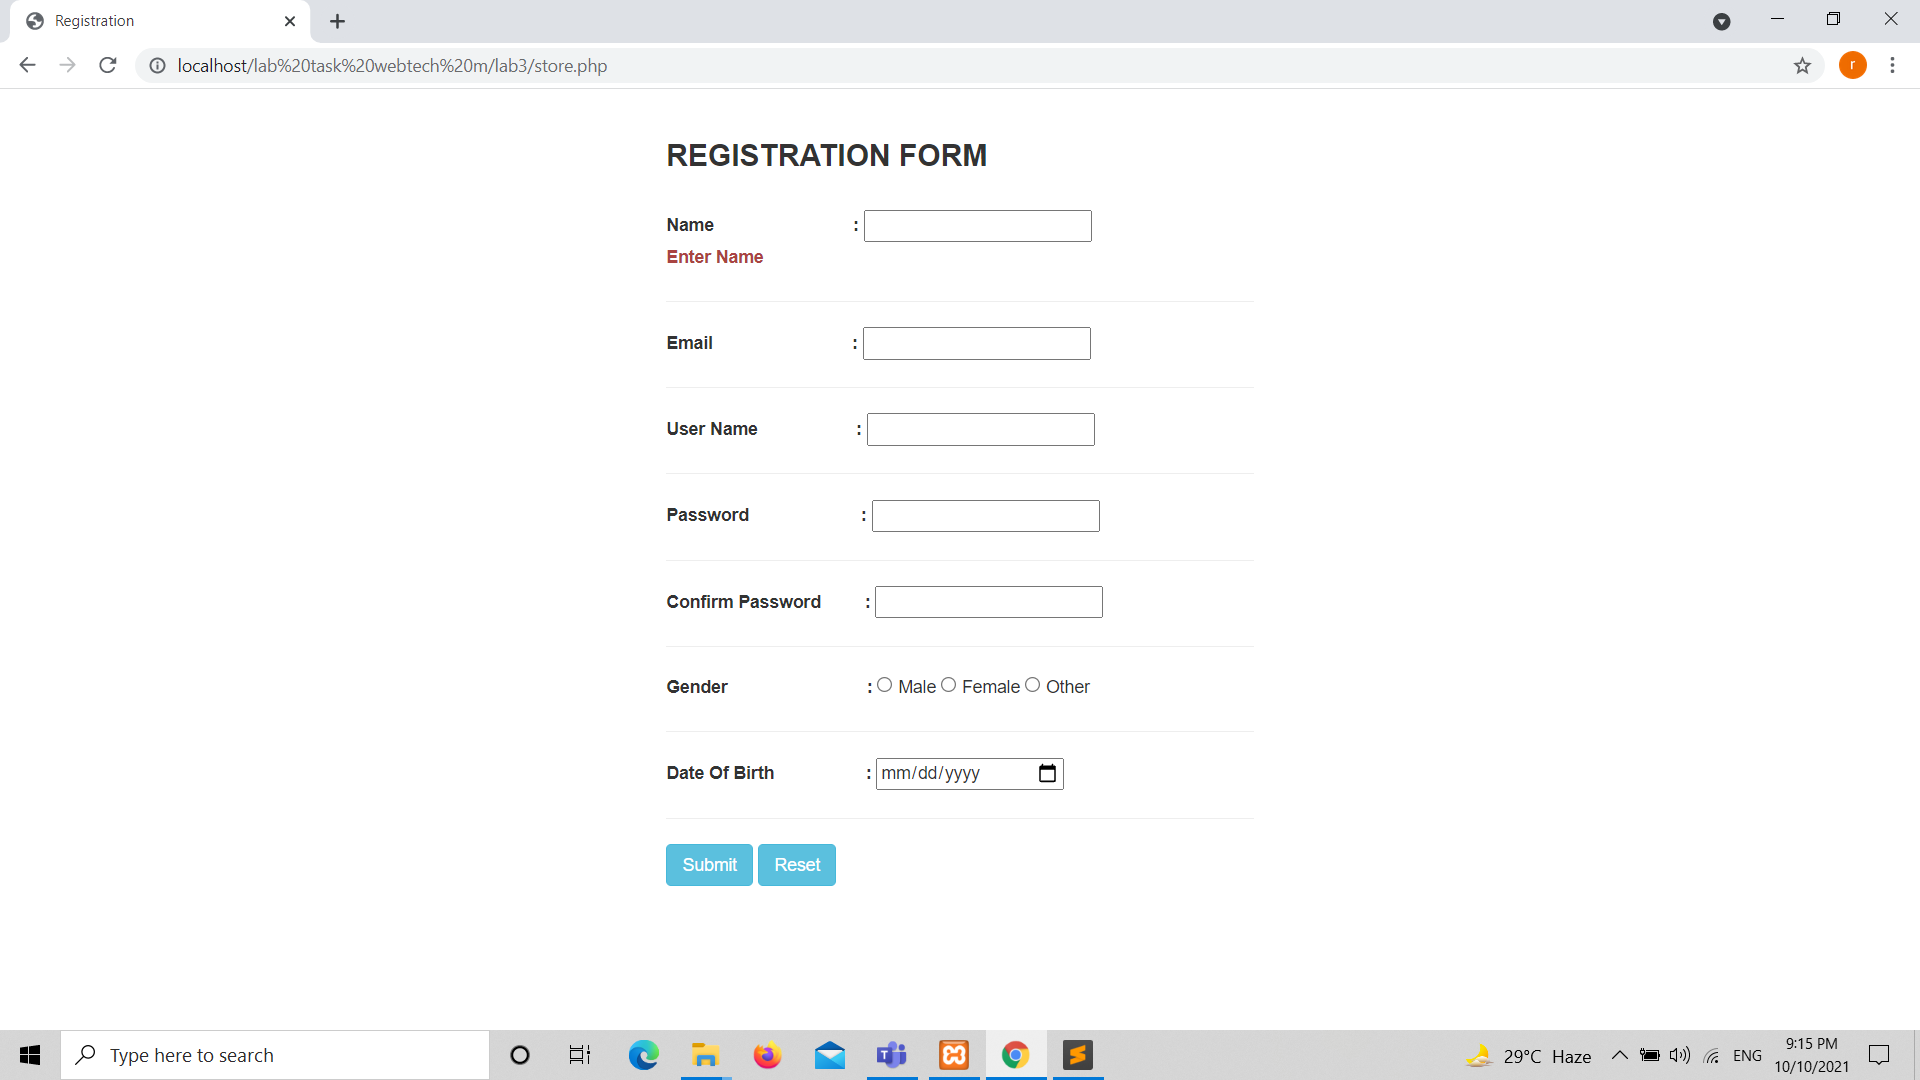 Registration
localhost/lab%20task%20webtech%20m/lab3/store.php
r
REGISTRATION FORM
Name :
Enter Name
Email :
User Name :
Password :
Confirm Password :
Gender : Male Female Other
Date Of Birth : mm/dd/yyyy
Submit Reset
Type here to search
29°C Haze
ENG
9:15 PM
10/10/2021